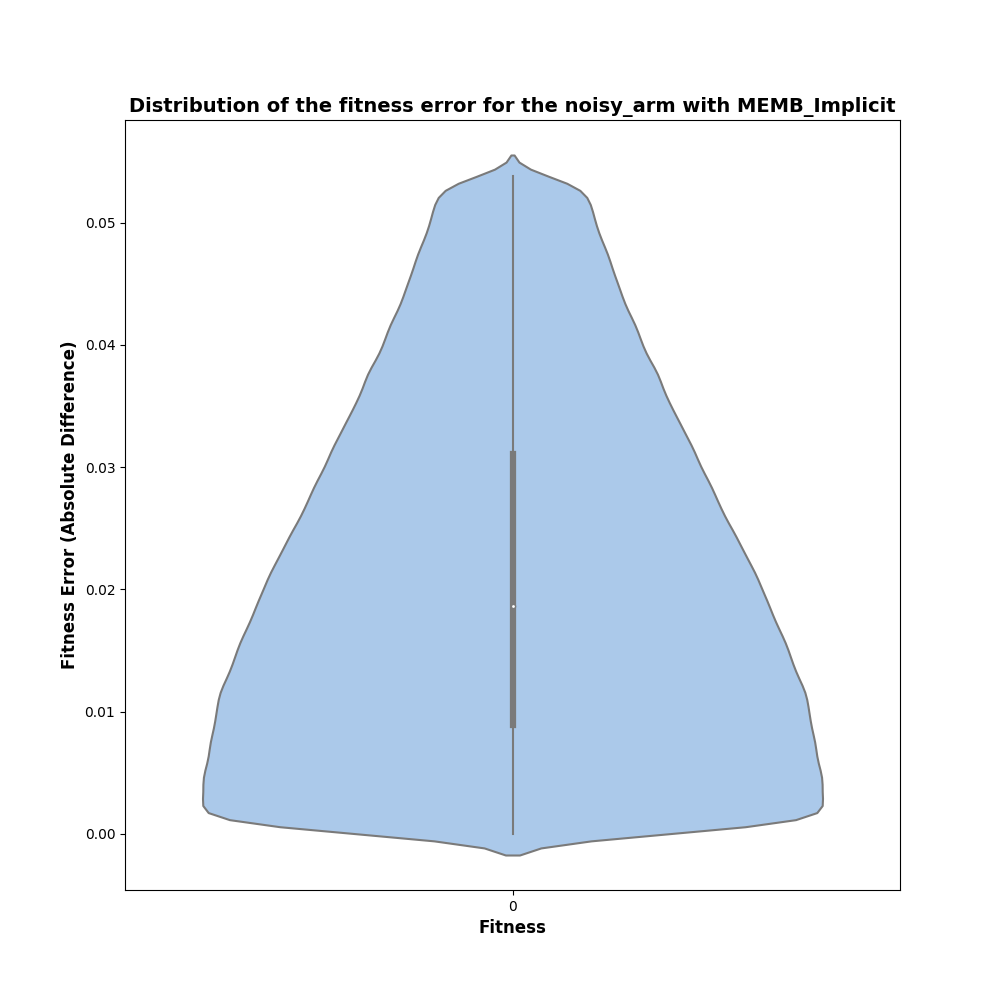 Distribution of the fitness error for the noisy_arm with MEMB_Implicit
Fitness Error (Absolute Difference)
0.05
0.04
0.03
0.02
0.01
0.00
0
Fitness